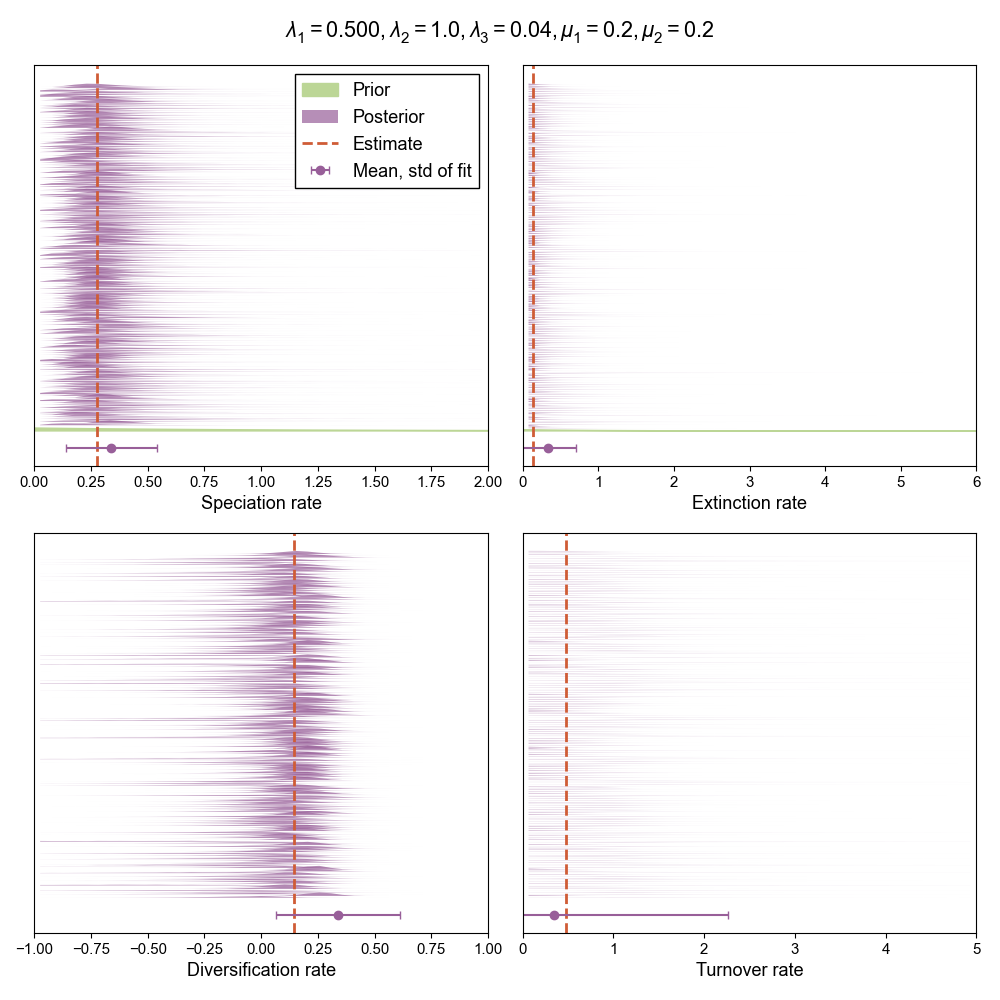 λ₁ = 0.500, λ₂ = 1.0, λ₃ = 0.04, μ₁ = 0.2, μ₂ = 0.2
Prior
Posterior
Estimate
Mean, std of fit
0.00 0.25 0.50 0.75 1.00 1.25 1.50 1.75 2.00
Speciation rate
0 1 2 3 4 5 6
Extinction rate
−1.00 −0.75 −0.50 −0.25 0.00 0.25 0.50 0.75 1.00
Diversification rate
0 1 2 3 4 5
Turnover rate